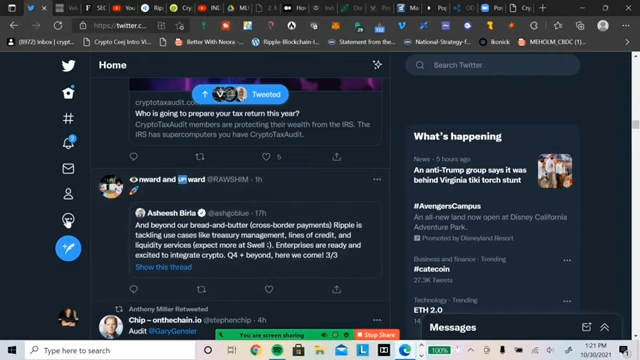 https://twitter.c...
(8972) Inbox | crypt...
Crypto Ceej Intro Vi...
Better With Neora -...
Ripple-Blockchain-I...
Statement from the...
National-Strategy-f...
ikonick
MEHOLM_CBDC(1)...
Home
Search Twitter
Tweeted
cryptotaxaudit.co
Who is going to prepare your tax return this year?
CryptoTaxAudit members are protecting their wealth from the IRS. The
IRS has supercomputers you have CryptoTaxAudit.
5
What's happening
News · 5 hours ago
An anti-Trump group says it was
behind Virginia tiki torch stunt
nward and UP!ward @RAWSHIM · 1h
Asheesh Birla @ashgoblue · 17h
And beyond our bread-and-butter (cross-border payments) Ripple is
tackling use cases like treasury management, lines of credit, and
liquidity services (expect more at Swell ;). Enterprises are ready and
excited to integrate crypto. Q4 + beyond, here we come! 3/3
Show this thread
#AvengersCampus
An all-new land now open at Disney California
Adventure Park.
Promoted by Disneyland Resort
Business and finance · Trending
#catecoin
27.3K Tweets
Technology · Trending
ETH 2.0
Anthony Miller Retweeted
Chip - onthechain.io @stephenchip · 4h
Audit @GaryGensler
You are screen sharing
Stop Share
Messages
Type here to search
100%
1:21 PM
10/30/2021